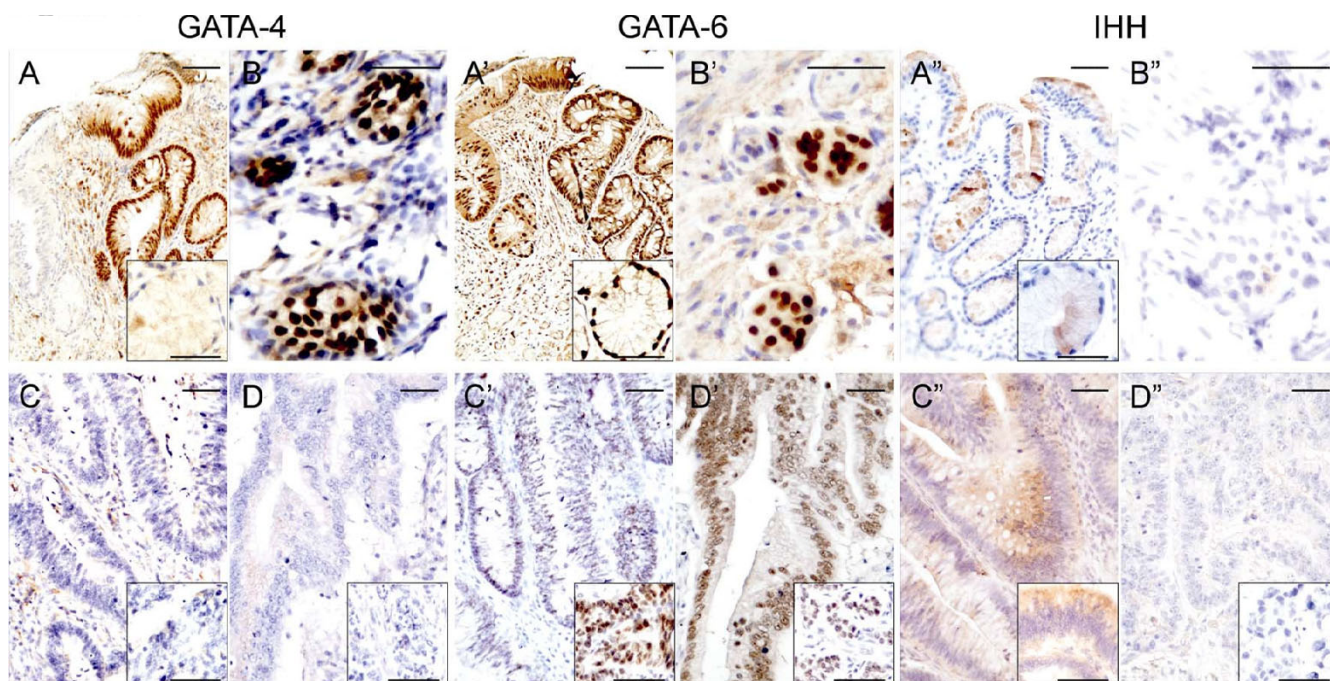 GATA-4 GATA-6 IHH
A B A’ B’ A” B”
C D C’ D’ C” D”